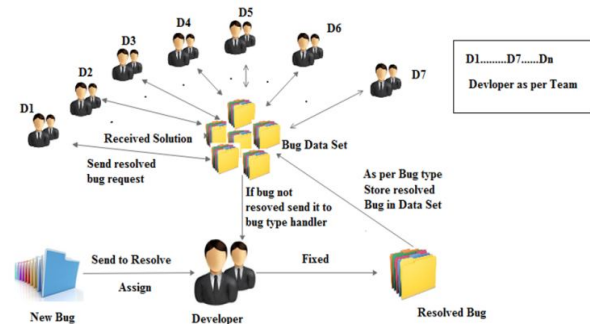 D1
D2
D3
D4
D5
D6
D7
D1.........D7......Dn
Devloper as per Team
Received Solution
Bug Data Set
Send resolved
bug request
As per Bug type
Store resolved
Bug in Data Set
If bug not
resoved send it to
bug type handler
Send to Resolve
Assign
Fixed
New Bug
Developer
Resolved Bug